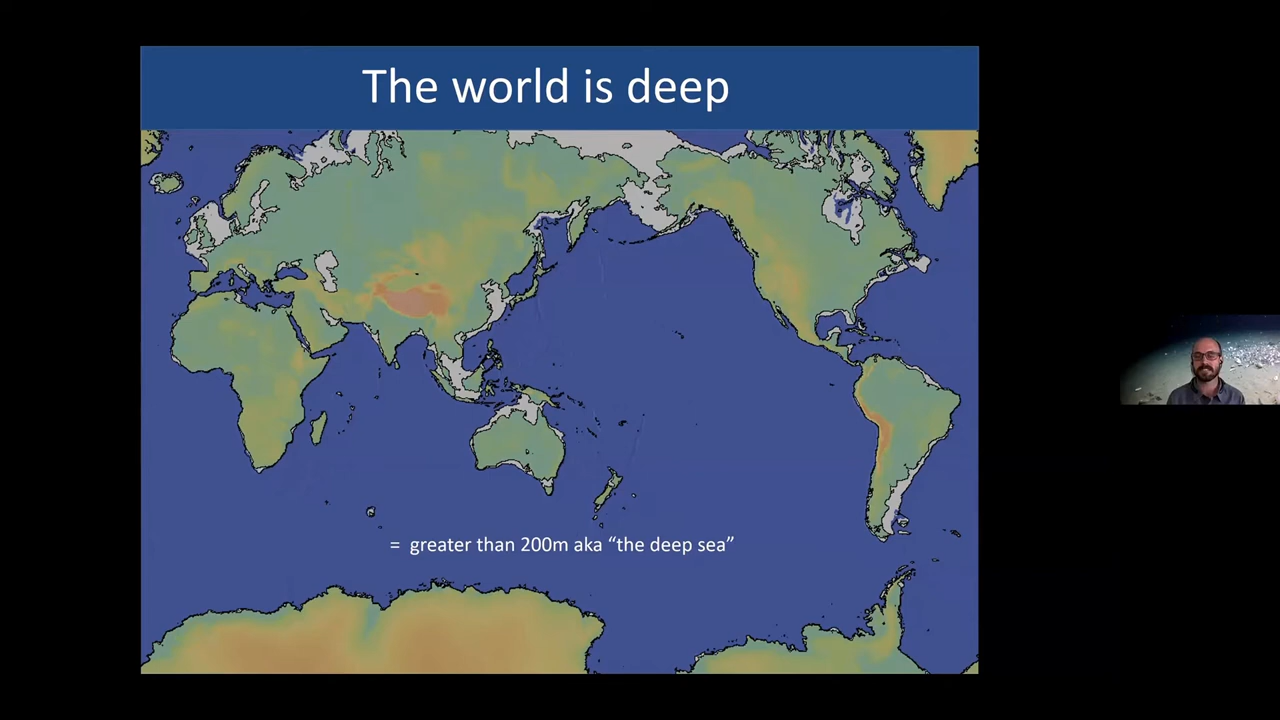 The world is deep
= greater than 200m aka “the deep sea”